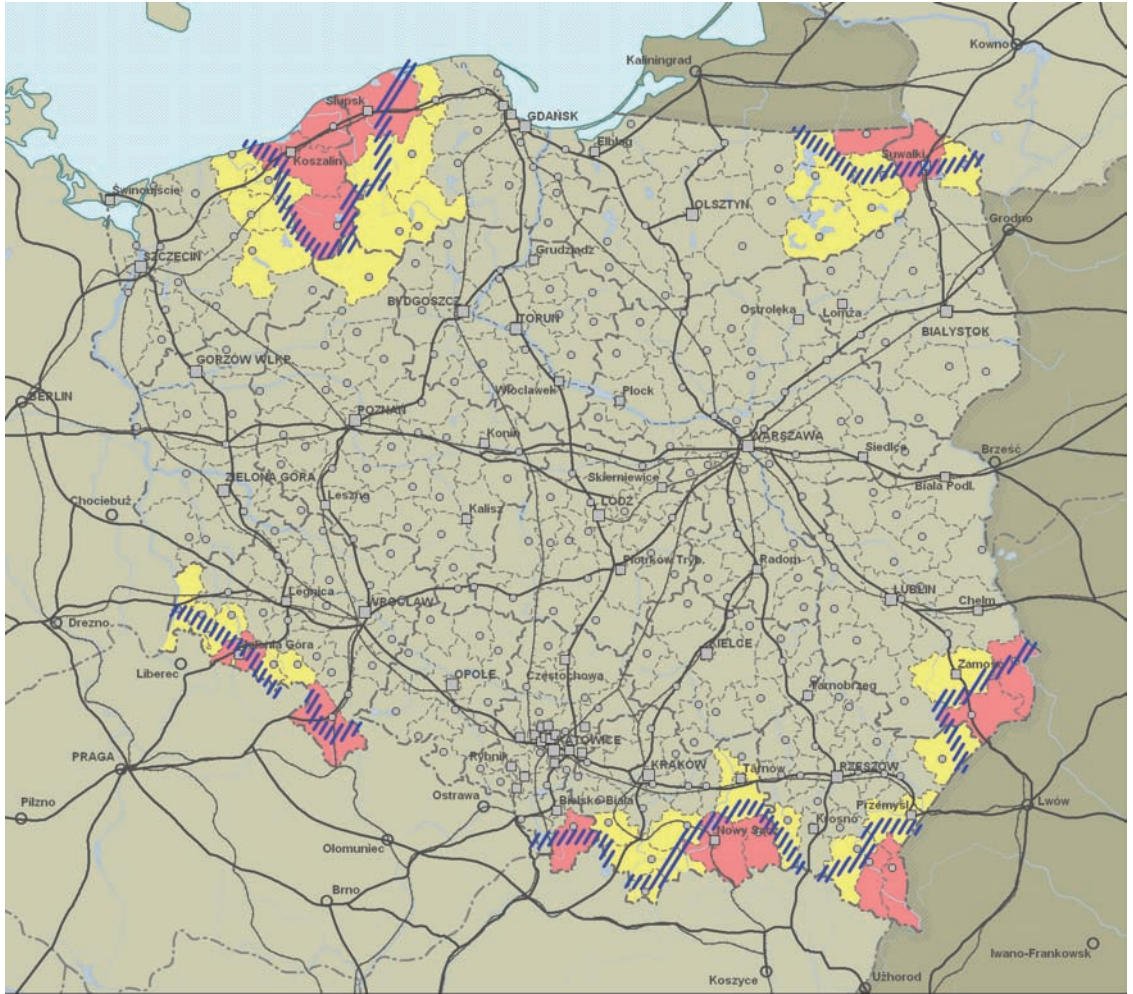 Kowno
Kaliningrad
Słupsk
GDAŃSK
Koszalin
Elbląg
Suwałki
Świnoujście
OLSZTYN
Grodno
SZCZECIN
Grudziądz
BYDGOSZCZ
TORUŃ
Ostrołęka
Łomża
BIAŁYSTOK
GORZÓW WLKP.
Włocławek
Płock
BERLIN
POZNAŃ
Konin
WARSZAWA
Siedlce
Brześć
ZIELONA GÓRA
Skierniewice
Biała Podl.
Chociebuż
Leszno
Kalisz
ŁÓDŹ
Piotrków Tryb.
Radom
Legnica
WROCŁAW
LUBLIN
Chełm
Drezno
Jelenia Góra
KIELCE
Liberec
Zamość
OPOLE
Częstochowa
Tarnobrzeg
KATOWICE
PRAGA
Rybnik
KRAKÓW
Tarnów
RZESZÓW
Pilzno
Ostrawa
Bielsko-Biała
Przemyśl
Lwów
Krosno
Nowy Sącz
Ołomuniec
Brno
Iwano-Frankowsk
Koszyce
Użhorod